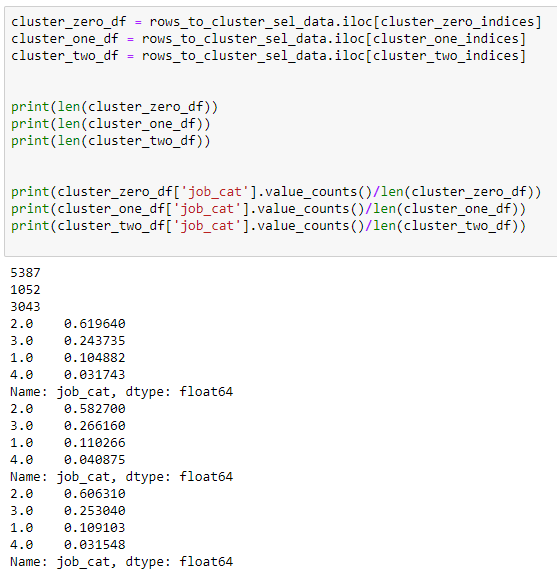 cluster_zero_df = rows_to_cluster_sel_data.iloc[cluster_zero_indices]
cluster_one_df = rows_to_cluster_sel_data.iloc[cluster_one_indices]
cluster_two_df = rows_to_cluster_sel_data.iloc[cluster_two_indices]
print(len(cluster_zero_df))
print(len(cluster_one_df))
print(len(cluster_two_df))
print(cluster_zero_df['job_cat'].value_counts()/len(cluster_zero_df))
print(cluster_one_df['job_cat'].value_counts()/len(cluster_one_df))
print(cluster_two_df['job_cat'].value_counts()/len(cluster_two_df))
5387
1052
3043
2.0    0.619640
3.0    0.243735
1.0    0.104882
4.0    0.031743
Name: job_cat, dtype: float64
2.0    0.582700
3.0    0.266160
1.0    0.110266
4.0    0.040875
Name: job_cat, dtype: float64
2.0    0.606310
3.0    0.253040
1.0    0.109103
4.0    0.031548
Name: job_cat, dtype: float64